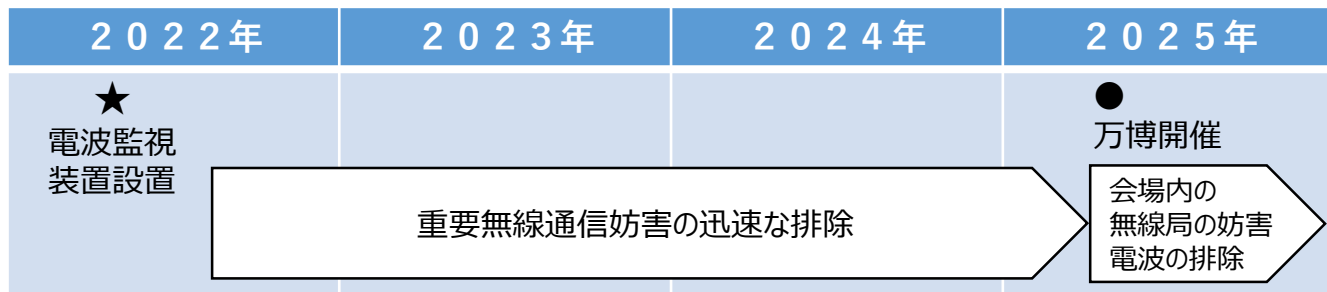 ２０２２年
２０２３年
２０２４年
２０２５年
★
電波監視
装置設置
●
万博開催
重要無線通信妨害の迅速な排除
会場内の
無線局の妨害
電波の排除